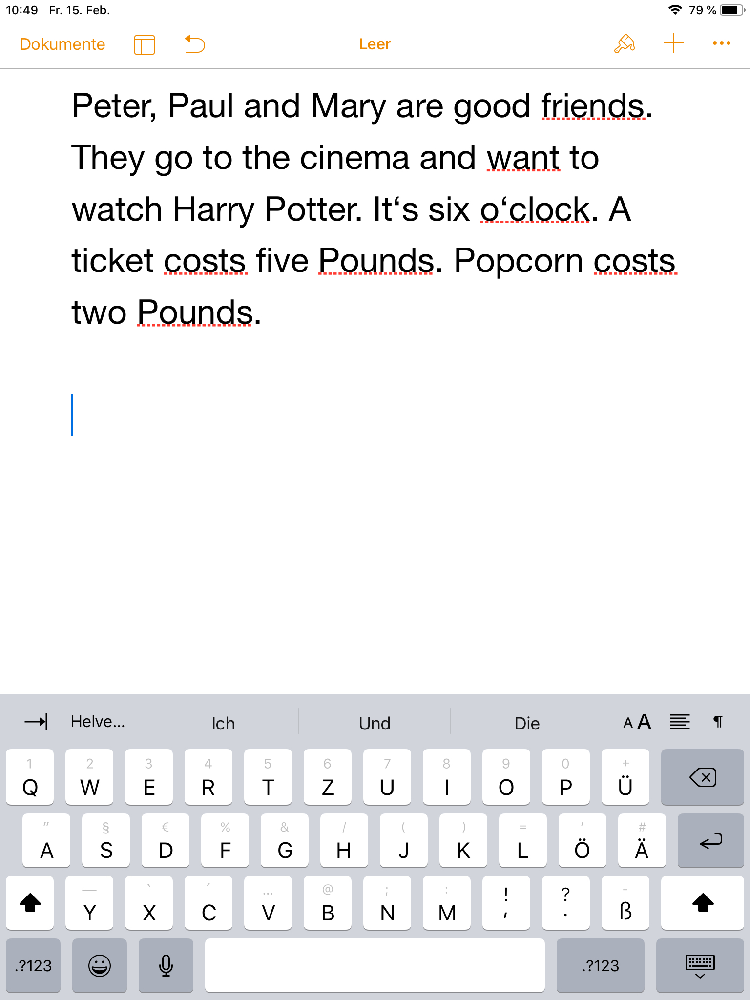 10:49 Fr. 15. Feb. 79 %
Dokumente Leer
Peter, Paul and Mary are good friends.
They go to the cinema and want to
watch Harry Potter. It‘s six o‘clock. A
ticket costs five Pounds. Popcorn costs
two Pounds.
Helve... Ich Und Die A A ¶
1 2 3 4 5 6 7 8 9 0 +
Q W E R T Z U I O P Ü
" § € % & / ( ) = ' #
A S D F G H J K L Ö Ä
— ` ´ ... @ ; : ! ? -
Y X C V B N M , . ß
.?123 .?123